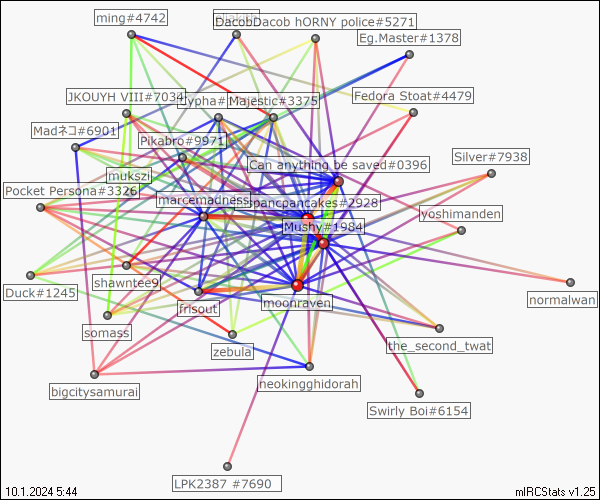 ming#4742
DacobDacob hORNY police#5271
Eg.Master#1378
JKOUYH VIII#7034
Majestic#3375
Fedora Stoat#4479
Madネコ#6901
Pikabro#9971
Can anything be saved#0396
Silver#7938
mukszi
Pocket Persona#3326
marcemadness
spancpancakes#2928
yoshimanden
Mushy#1984
Duck#1245
shawntee9
moonraven
normalwan
frisout
somass
zebula
the_second_twat
bigcitysamurai
neokingghidorah
Swirly Boi#6154
LPK2387 #7690
10.1.2024 5:44
mIRCStats v1.25